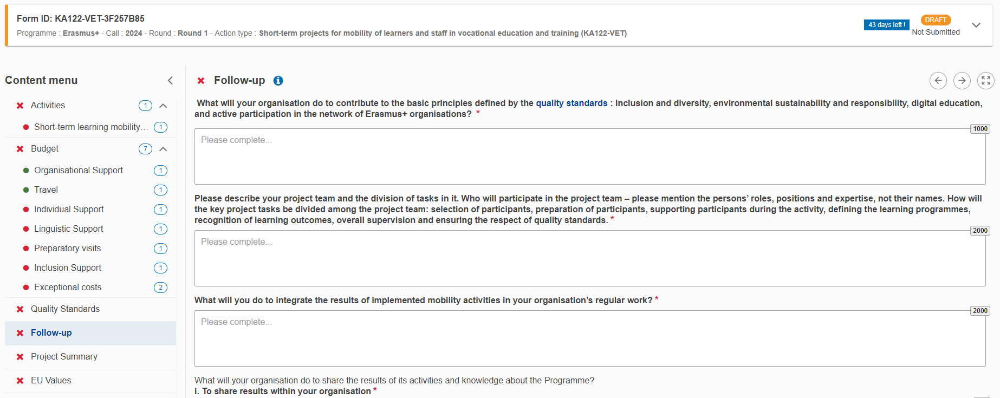 Form ID: KA122-VET-3F257B85
Programme : Erasmus+ - Call : 2024 - Round : Round 1 - Action type : Short-term projects for mobility of learners and staff in vocational education and training (KA122-VET)
43 days left !
DRAFT
Not Submitted
Content menu
Activities 1
Short-term learning mobility... 1
Budget 7
Organisational Support 1
Travel 1
Individual Support 1
Linguistic Support 1
Preparatory visits 1
Inclusion Support 1
Exceptional costs 2
Quality Standards
Follow-up
Project Summary
EU Values
Follow-up
What will your organisation do to contribute to the basic principles defined by the quality standards : inclusion and diversity, environmental sustainability and responsibility, digital education,
and active participation in the network of Erasmus+ organisations? *
1000
Please complete...
Please describe your project team and the division of tasks in it. Who will participate in the project team – please mention the persons’ roles, positions and expertise, not their names. How will
the key project tasks be divided among the project team: selection of participants, preparation of participants, supporting participants during the activity, defining the learning programmes,
recognition of learning outcomes, overall supervision and ensuring the respect of quality standards. *
2000
Please complete...
What will you do to integrate the results of implemented mobility activities in your organisation’s regular work? *
2000
Please complete...
What will your organisation do to share the results of its activities and knowledge about the Programme?
i. To share results within your organisation *